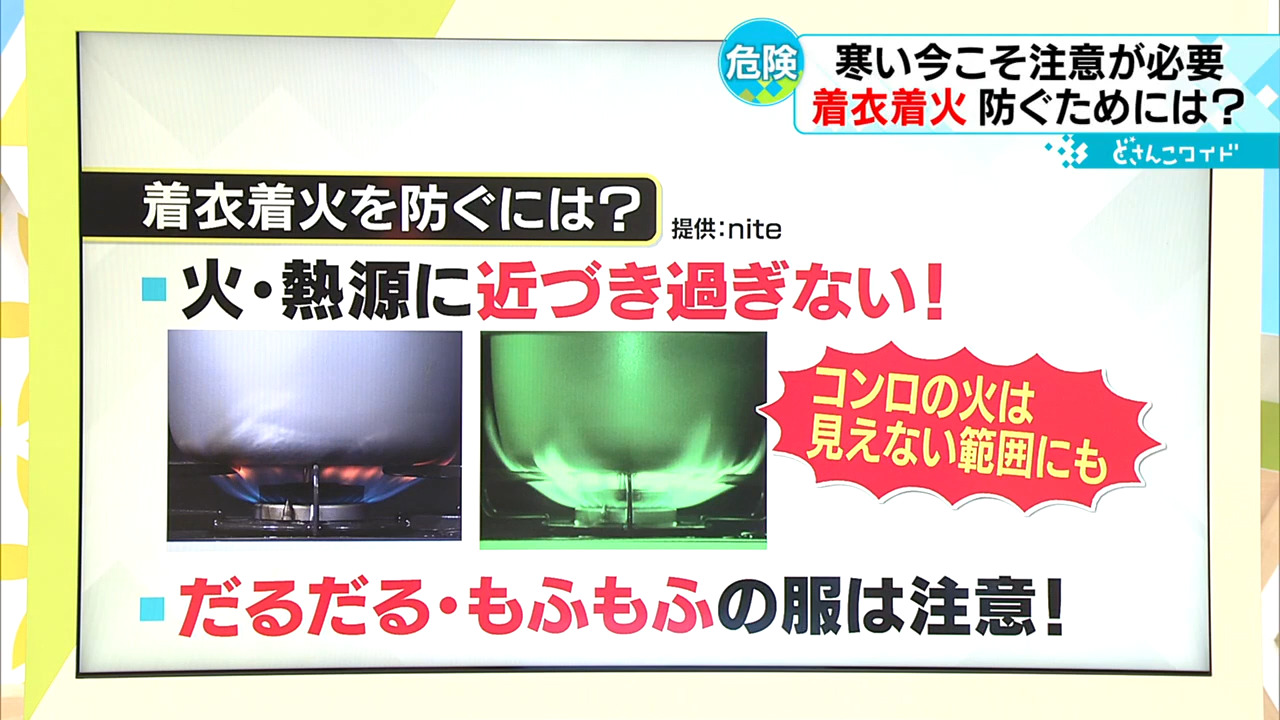 危険
寒い今こそ注意が必要
着衣着火 防ぐためには？
どさんこワイド
着衣着火を防ぐには？
提供：nite
火・熱源に近づき過ぎない！
コンロの火は
見えない範囲にも
だるだる・もふもふの服は注意！